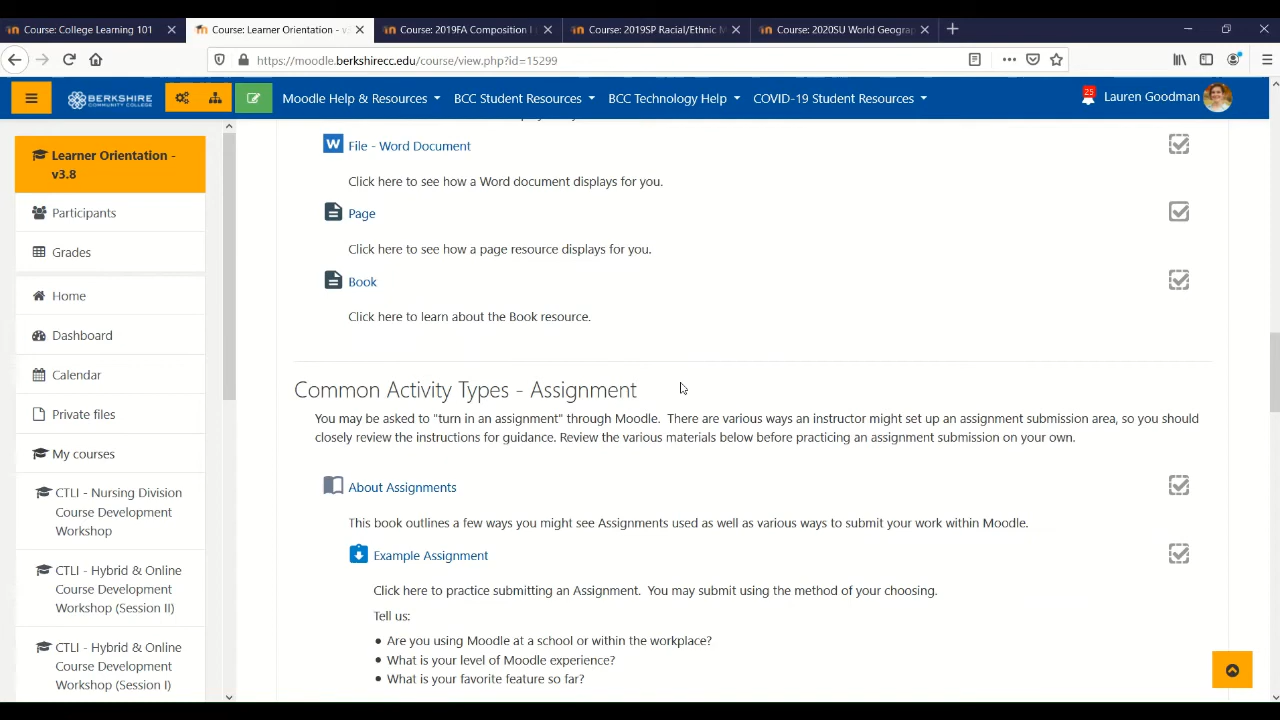 Course: College Learning 101
Course: Learner Orientation - v
Course: 2019FA Composition I
Course: 2019SP Racial/Ethnic M
Course: 2020SU World Geograp
https://moodle.berkshirecc.edu/course/view.php?id=15299
BERKSHIRE
COMMUNITY COLLEGE
Moodle Help & Resources
BCC Student Resources
BCC Technology Help
COVID-19 Student Resources
25
Lauren Goodman
Learner Orientation -
v3.8
Participants
Grades
Home
Dashboard
Calendar
Private files
My courses
CTLI - Nursing Division
Course Development
Workshop
CTLI - Hybrid & Online
Course Development
Workshop (Session II)
CTLI - Hybrid & Online
Course Development
Workshop (Session I)
W
File - Word Document
Click here to see how a Word document displays for you.
Page
Click here to see how a page resource displays for you.
Book
Click here to learn about the Book resource.
Common Activity Types - Assignment
You may be asked to "turn in an assignment" through Moodle. There are various ways an instructor might set up an assignment submission area, so you should
closely review the instructions for guidance. Review the various materials below before practicing an assignment submission on your own.
About Assignments
This book outlines a few ways you might see Assignments used as well as various ways to submit your work within Moodle.
Example Assignment
Click here to practice submitting an Assignment. You may submit using the method of your choosing.
Tell us:
• Are you using Moodle at a school or within the workplace?
• What is your level of Moodle experience?
• What is your favorite feature so far?